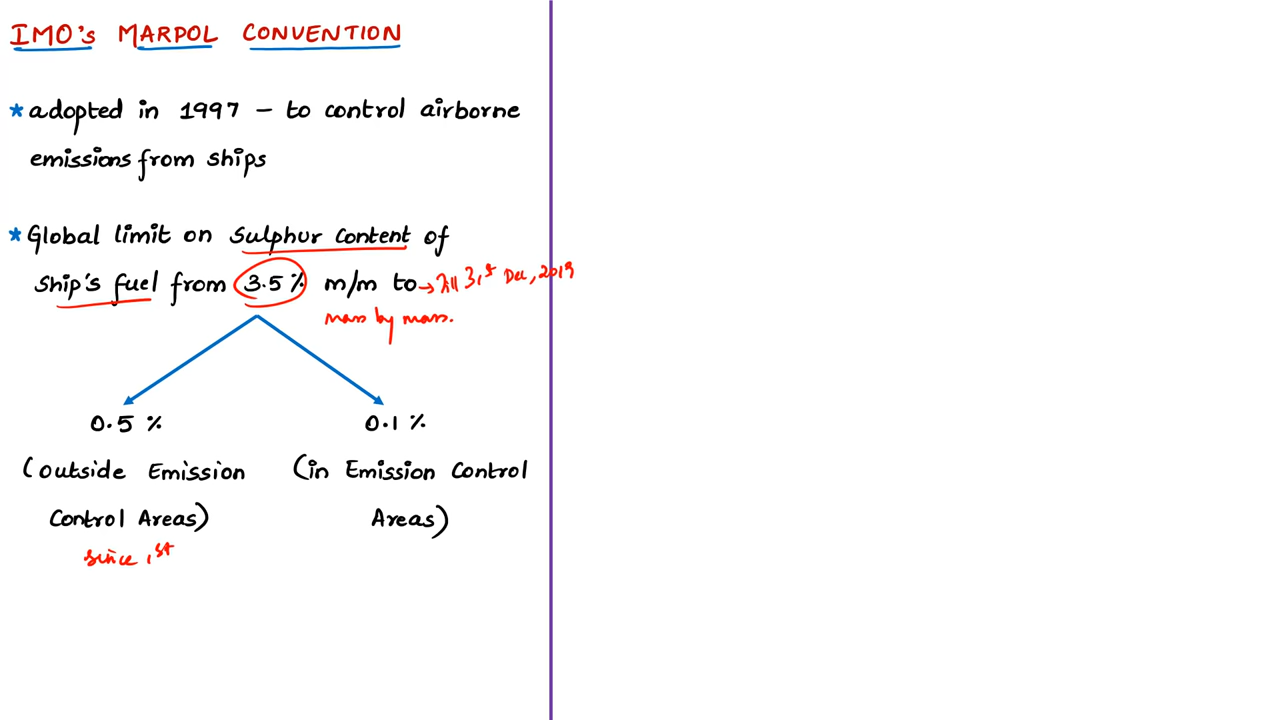 IMO's MARPOL CONVENTION
* adopted in 1997 – to control airborne
emissions from ships
* Global limit on Sulphur Content of
Ship's fuel from 3.5 % m/m to → till 31st Dec, 2019
mass by mass.
0.5 %
(outside Emission
Control Areas)
since 1st
0.1 %
(in Emission Control
Areas)